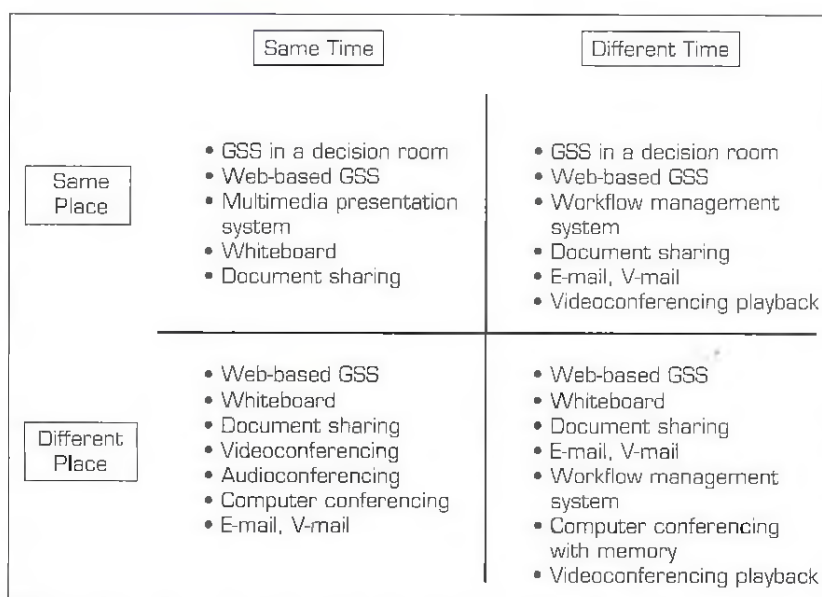 Same Time
Different Time
Same
Place
• GSS in a decision room
• Web-based GSS
• Multimedia presentation
system
• Whiteboard
• Document sharing
• GSS in a decision room
• Web-based GSS
• Workflow management
system
• Document sharing
• E-mail, V-mail
• Videoconferencing playback
Different
Place
• Web-based GSS
• Whiteboard
• Document sharing
• Videoconferencing
• Audioconferencing
• Computer conferencing
• E-mail, V-mail
• Web-based GSS
• Whiteboard
• Document sharing
• E-mail, V-mail
• Workflow management
system
• Computer conferencing
with memory
• Videoconferencing playback